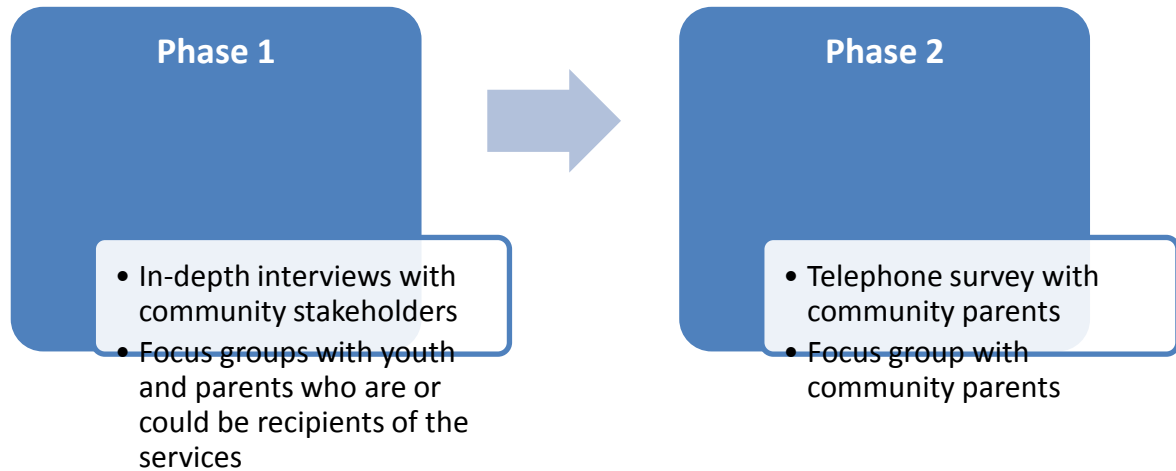 Phase 1
• In-depth interviews with
community stakeholders
• Focus groups with youth
and parents who are or
could be recipients of the
services
Phase 2
• Telephone survey with
community parents
• Focus group with
community parents